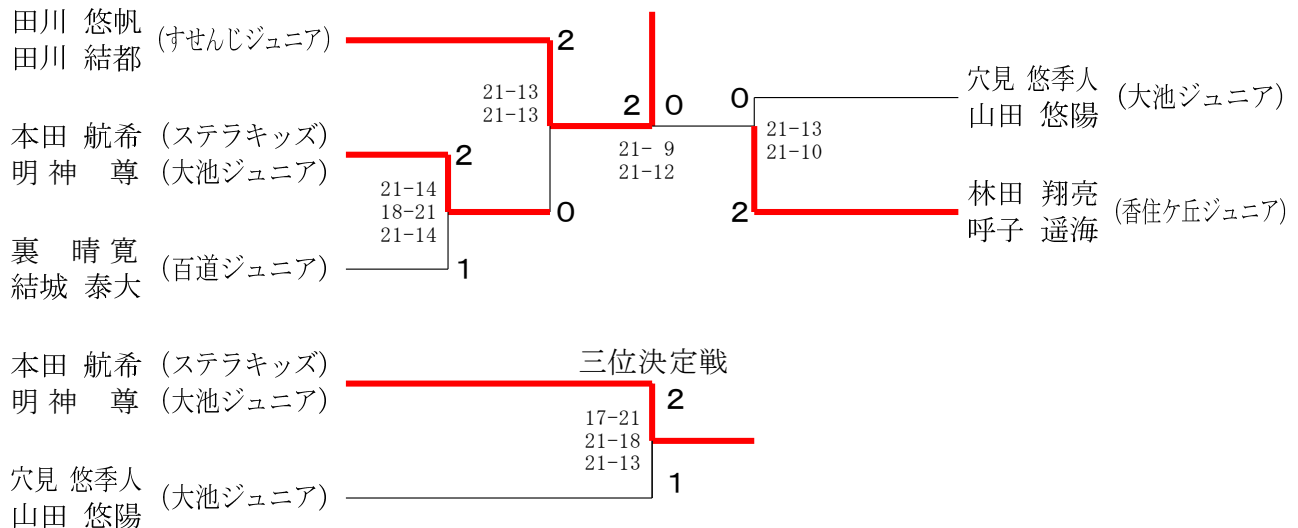 田川 悠帆
田川 結都
(すせんじジュニア)
2
21-13
21-13
本田 航希 (ステラキッズ)
明神 尊 (大池ジュニア)
2
21-14
18-21
21-14
0
裏 晴寛
結城 泰大
(百道ジュニア)
1
2 0
21- 9
21-12
0
21-13
21-10
2
穴見 悠季人
山田 悠陽
(大池ジュニア)
林田 翔亮
呼子 遥海
(香住ケ丘ジュニア)
三位決定戦
本田 航希 (ステラキッズ)
明神 尊 (大池ジュニア)
2
17-21
21-18
21-13
1
穴見 悠季人
山田 悠陽
(大池ジュニア)